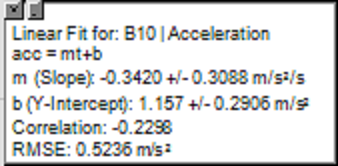 Linear Fit for: B10 | Acceleration
acc = mt+b
m (Slope): -0.3420 +/- 0.3088 m/s²/s
b (Y-Intercept): 1.157 +/- 0.2906 m/s²
Correlation: -0.2298
RMSE: 0.5236 m/s²